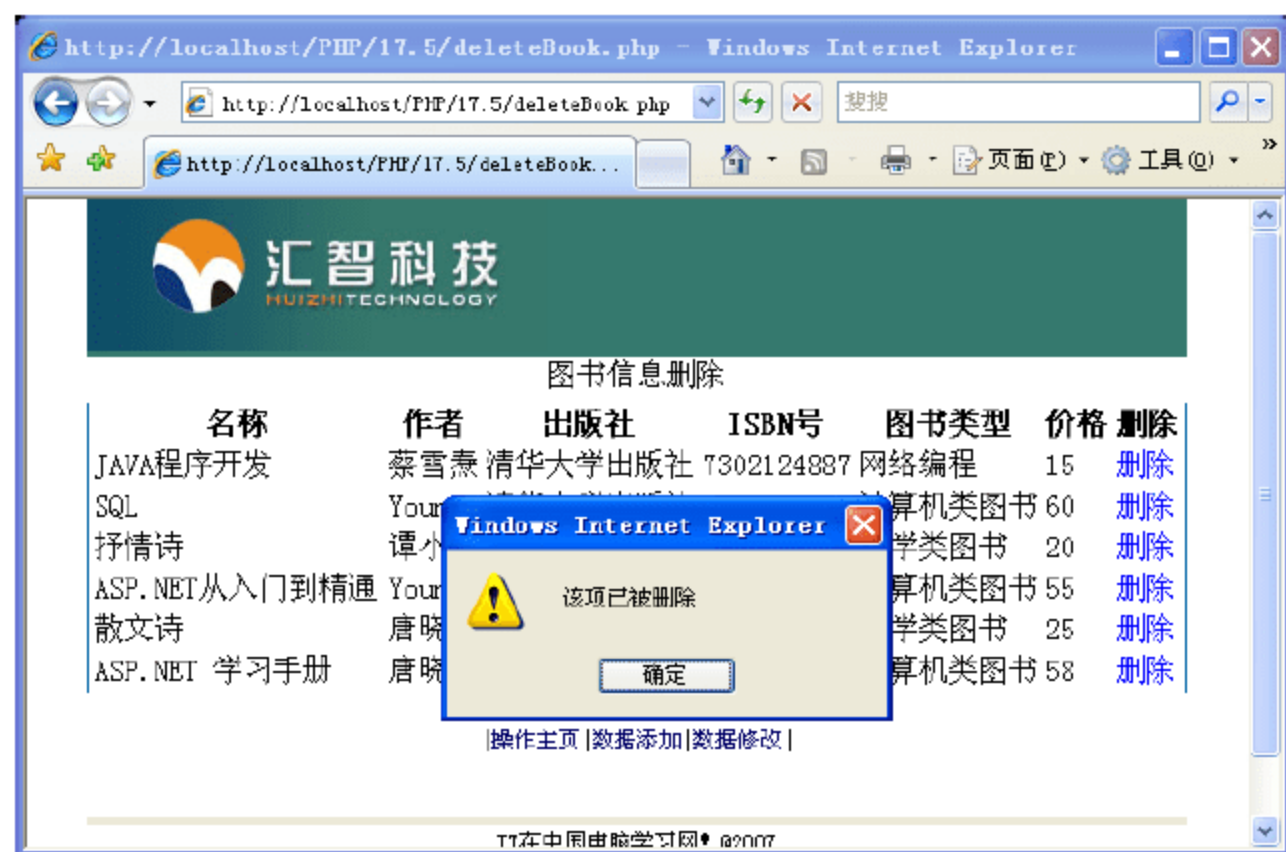 http://localhost/PHP/17.5/deleteBook.php - Windows Internet Explorer
http://localhost/PHP/17.5/deleteBook php 搜搜
http://localhost/PHP/17.5/deleteBook... 页面(P) 工具(O) »
汇智科技
HUIZHITECHNOLOGY
图书信息删除
名称 作者 出版社 ISBN号 图书类型 价格 删除
JAVA程序开发 蔡雪焘 清华大学出版社 7302124887 网络编程 15 删除
SQL Your 算机类图书 60 删除
抒情诗 谭小 学类图书 20 删除
ASP.NET从入门到精通 Your 算机类图书 55 删除
散文诗 唐晓 学类图书 25 删除
ASP.NET 学习手册 唐晓 算机类图书 58 删除
Windows Internet Explorer
该项已被删除
确定
|操作主页|数据添加|数据修改|